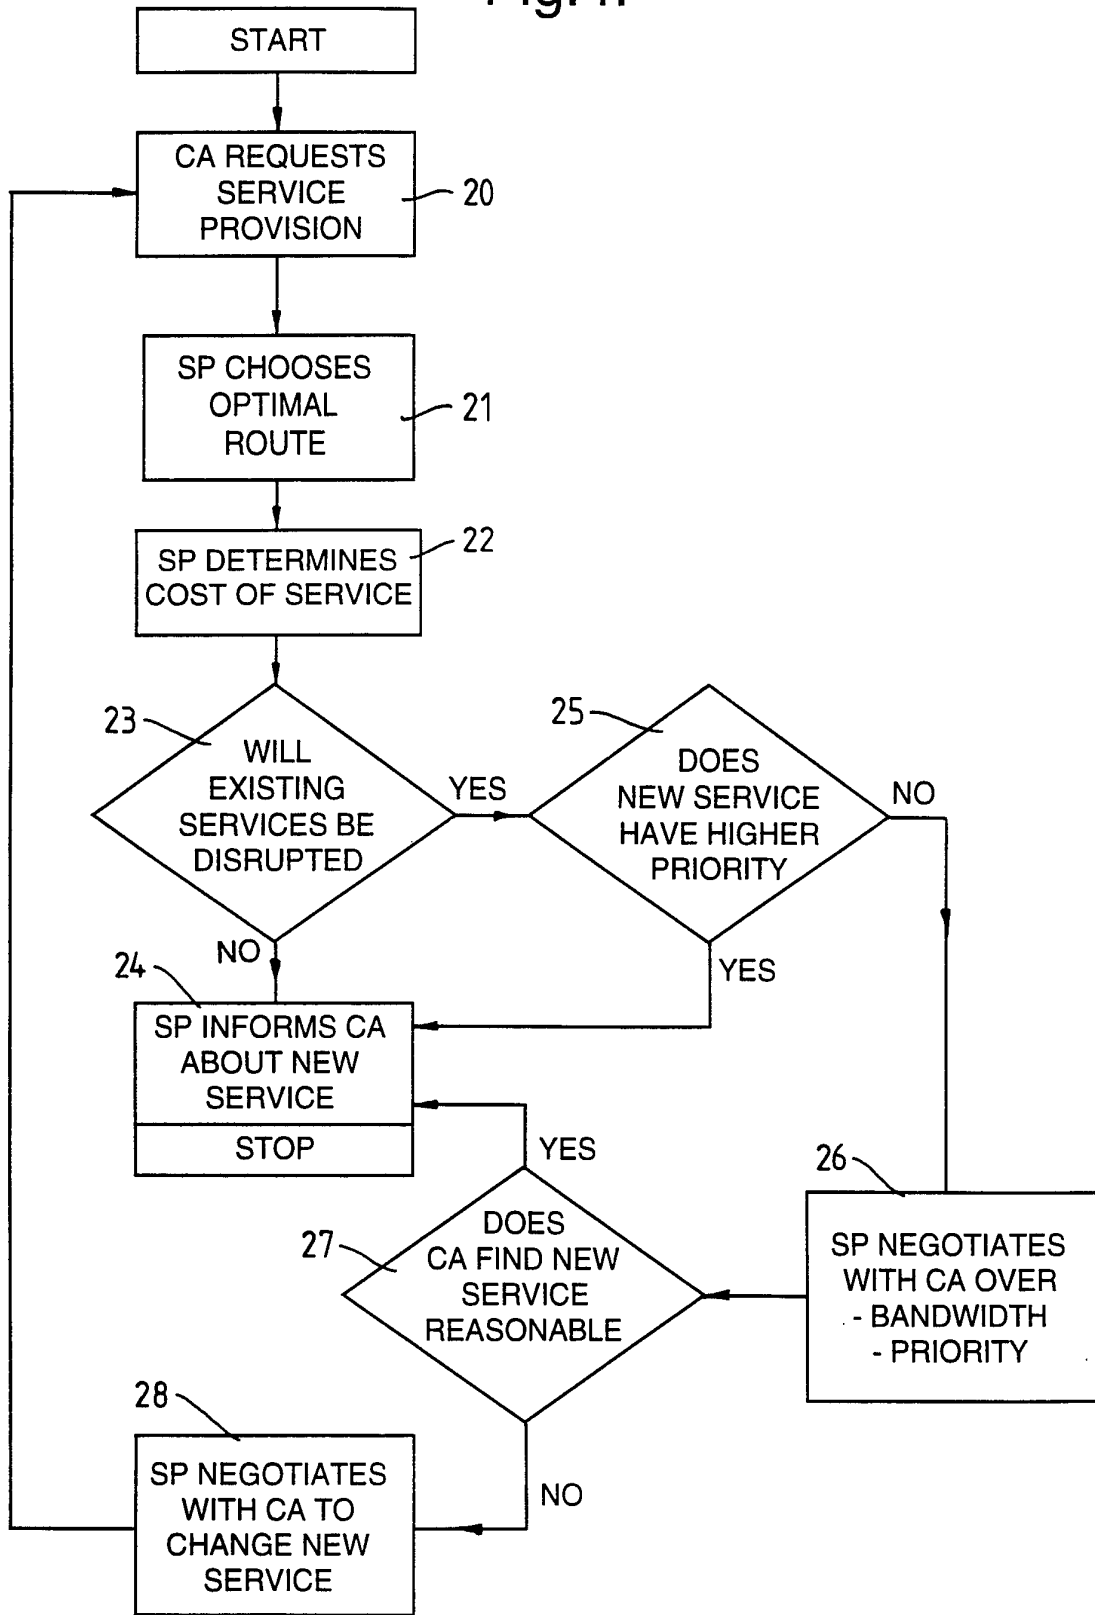 START
CA REQUESTS
SERVICE
PROVISION
20
SP CHOOSES
OPTIMAL
ROUTE
21
SP DETERMINES
COST OF SERVICE
22
23
WILL
EXISTING
SERVICES BE
DISRUPTED
YES
25
DOES
NEW SERVICE
HAVE HIGHER
PRIORITY
NO
NO
YES
24
SP INFORMS CA
ABOUT NEW
SERVICE
STOP
YES
26
SP NEGOTIATES
WITH CA OVER
- BANDWIDTH
- PRIORITY
27
DOES
CA FIND NEW
SERVICE
REASONABLE
NO
28
SP NEGOTIATES
WITH CA TO
CHANGE NEW
SERVICE